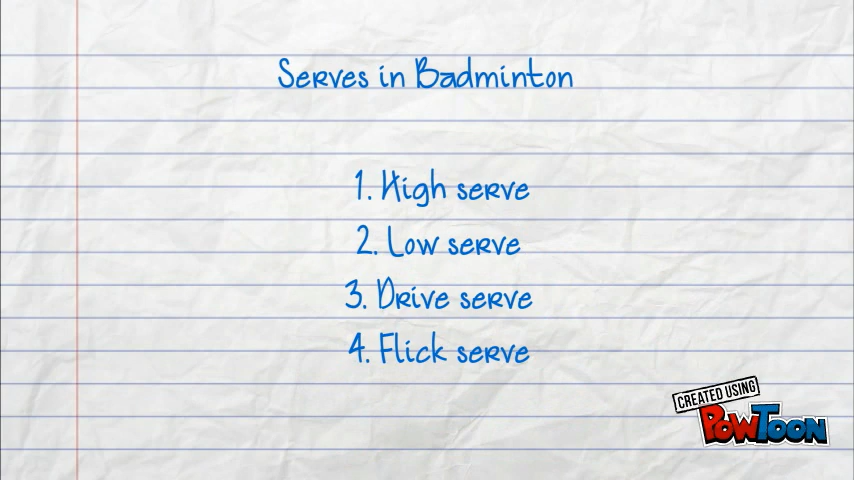 Serves in Badminton
1. High serve
2. Low serve
3. Drive serve
4. Flick serve
CREATED USING
POWTOON